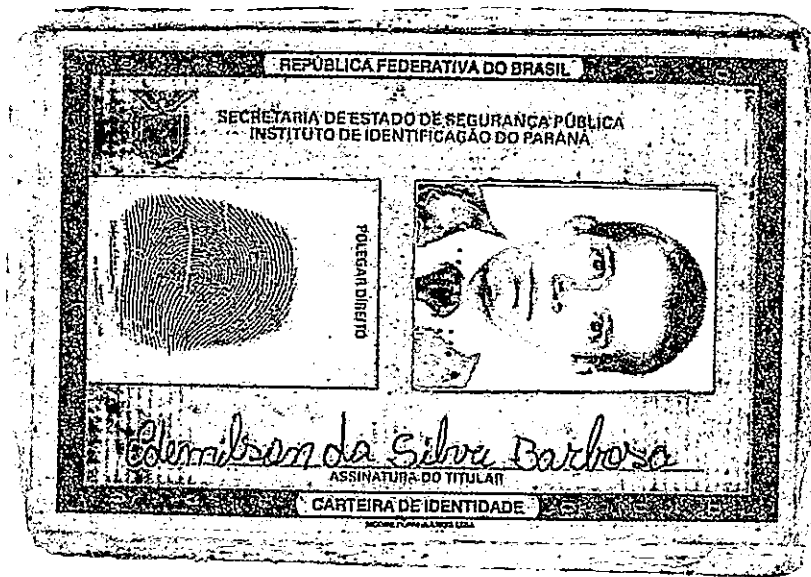 REPÚBLICA FEDERATIVA DO BRASIL
SECRETARIA DE ESTADO DE SEGURANÇA PÚBLICA
INSTITUTO DE IDENTIFICAÇÃO DO PARANÁ
POLEGAR DIREITO
Edemilson da Silva Barbosa
ASSINATURA DO TITULAR
CARTEIRA DE IDENTIDADE